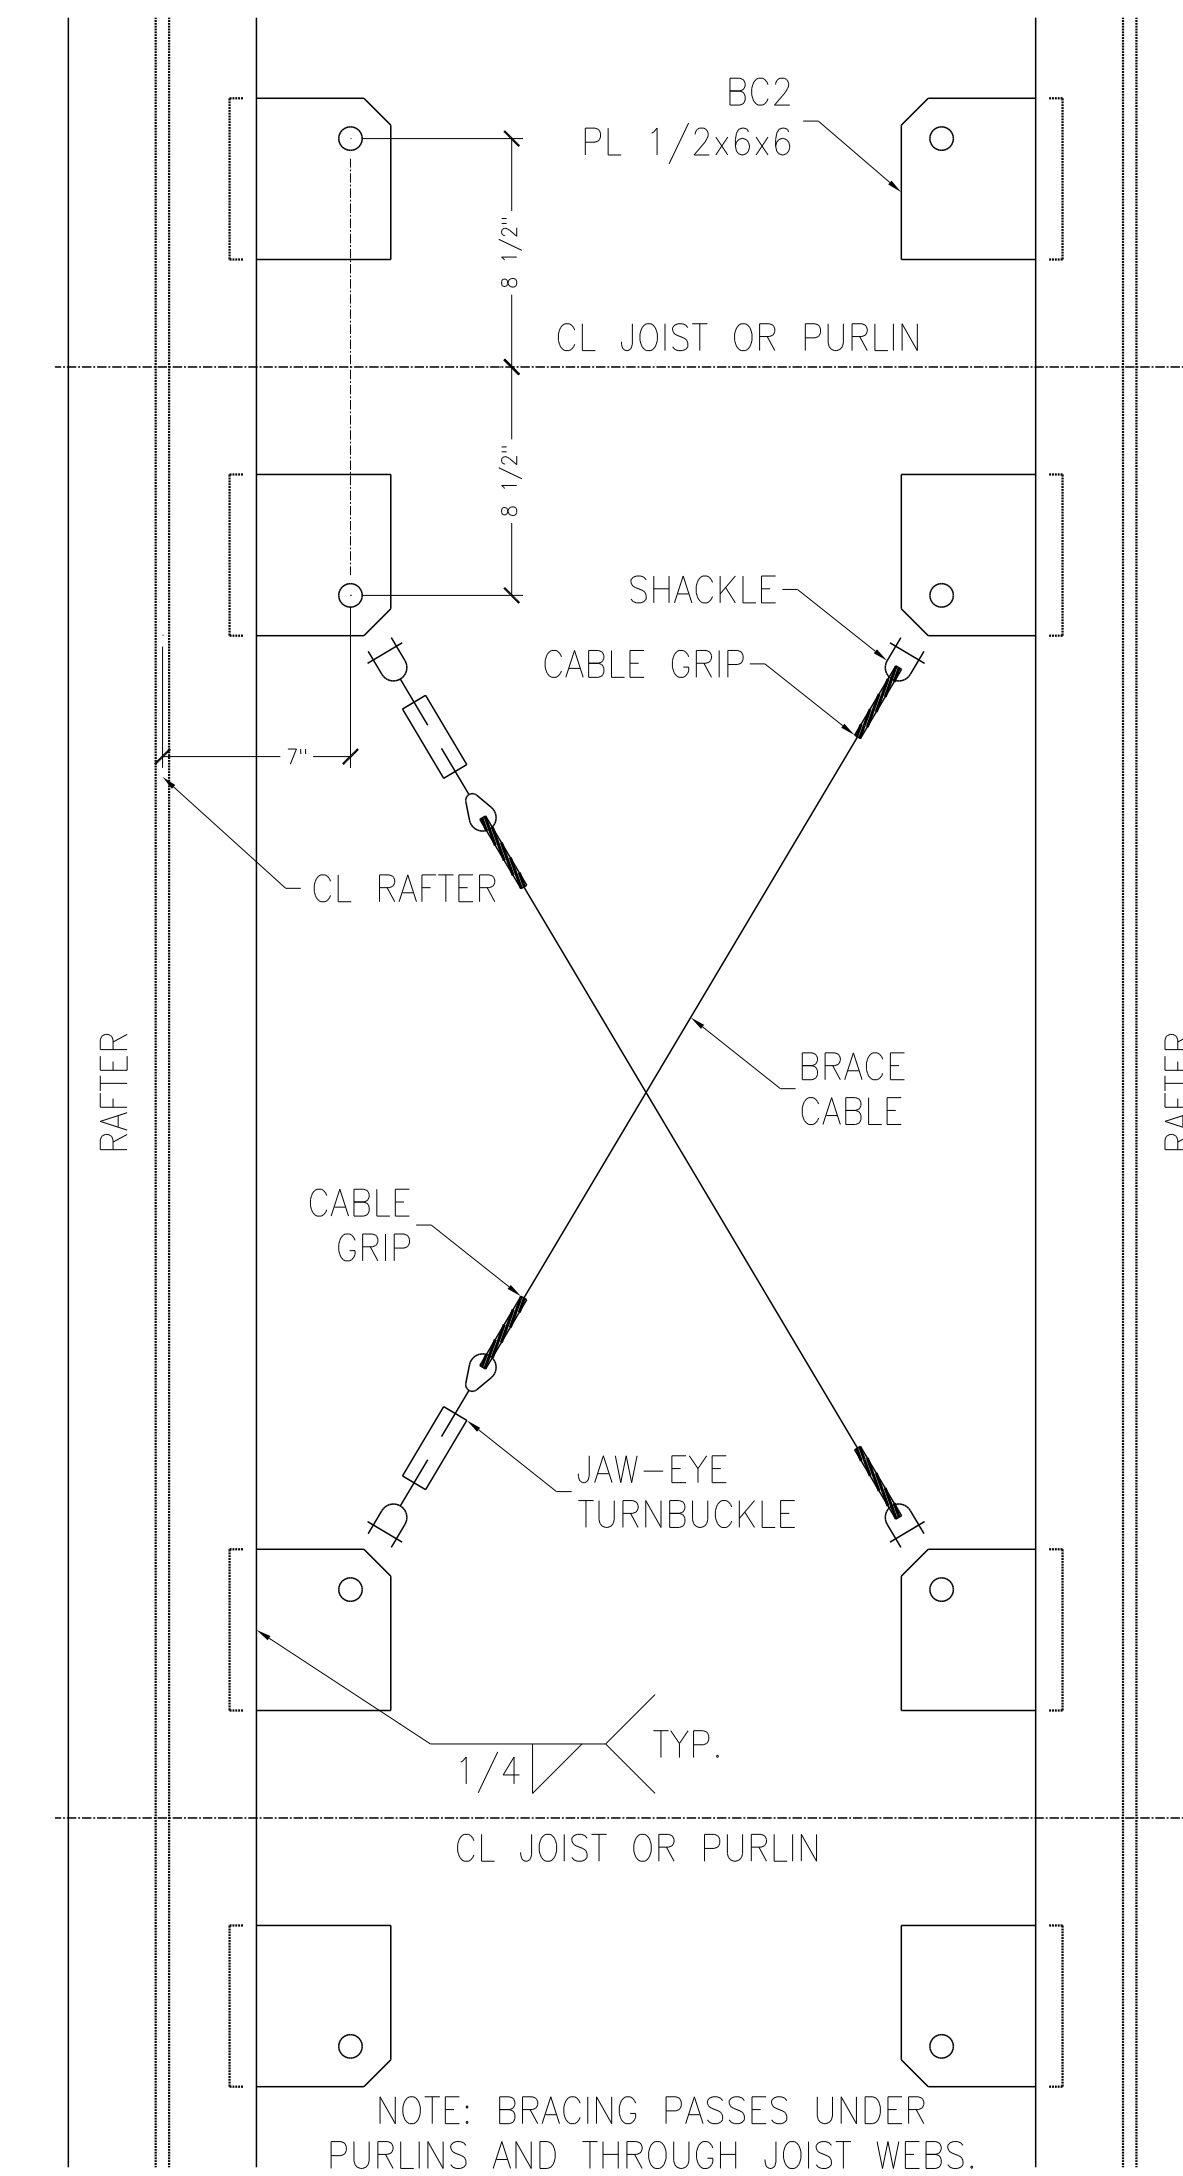 BC2
PL 1/2x6x6
8 1/2"
CL JOIST OR PURLIN
8 1/2"
SHACKLE
CABLE GRIP
7"
CL RAFTER
RAFTER
BRACE
CABLE
RAFTER
CABLE
GRIP
JAW-EYE
TURNBUCKLE
1/4
TYP.
CL JOIST OR PURLIN
NOTE: BRACING PASSES UNDER
PURLINS AND THROUGH JOIST WEBS.